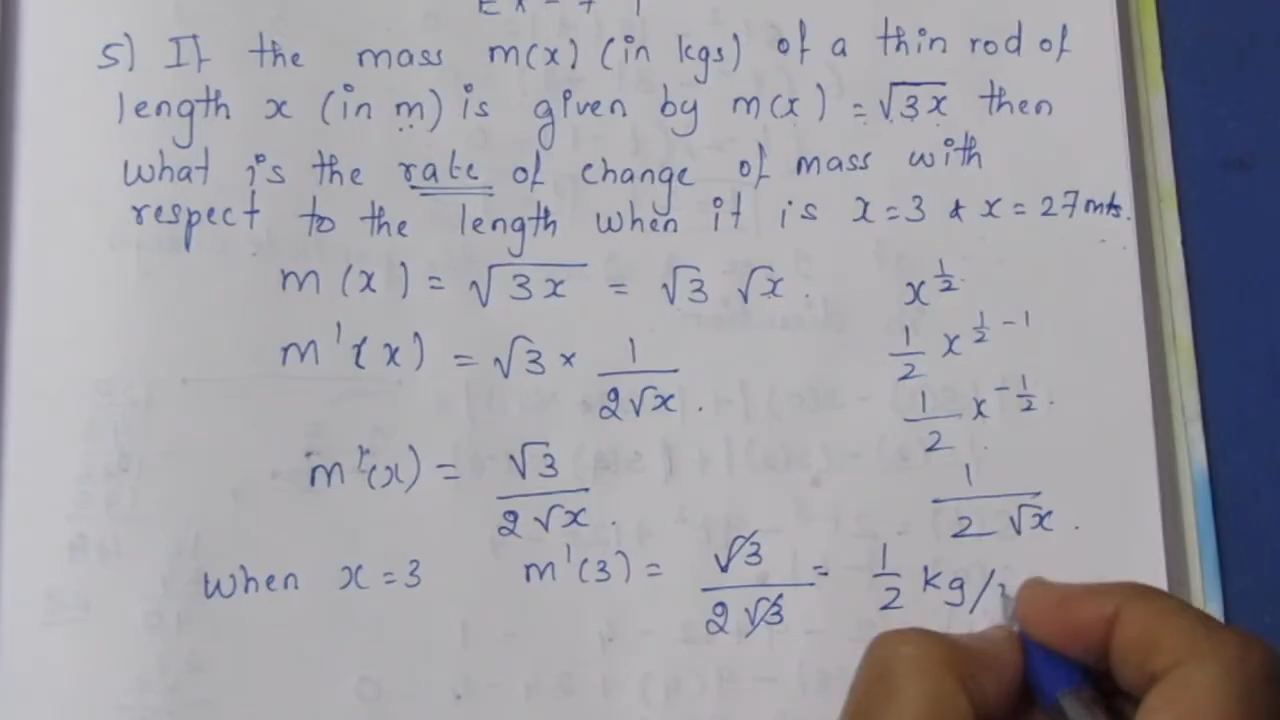 5) If the mass m(x) (in kgs) of a thin rod of
length x (in m) is given by m(x) = √3x then
what is the rate of change of mass with
respect to the length when it is x = 3 & x = 27 mts.
m(x) = √3x = √3 √x.
m'(x) = √3 × 1/2√x.
m'(x) = √3/2√x.
x^1/2
1/2 x^1/2 - 1
1/2 x^-1/2.
1/2√x.
When x = 3 m'(3) = √3/2√3 = 1/2 kg/